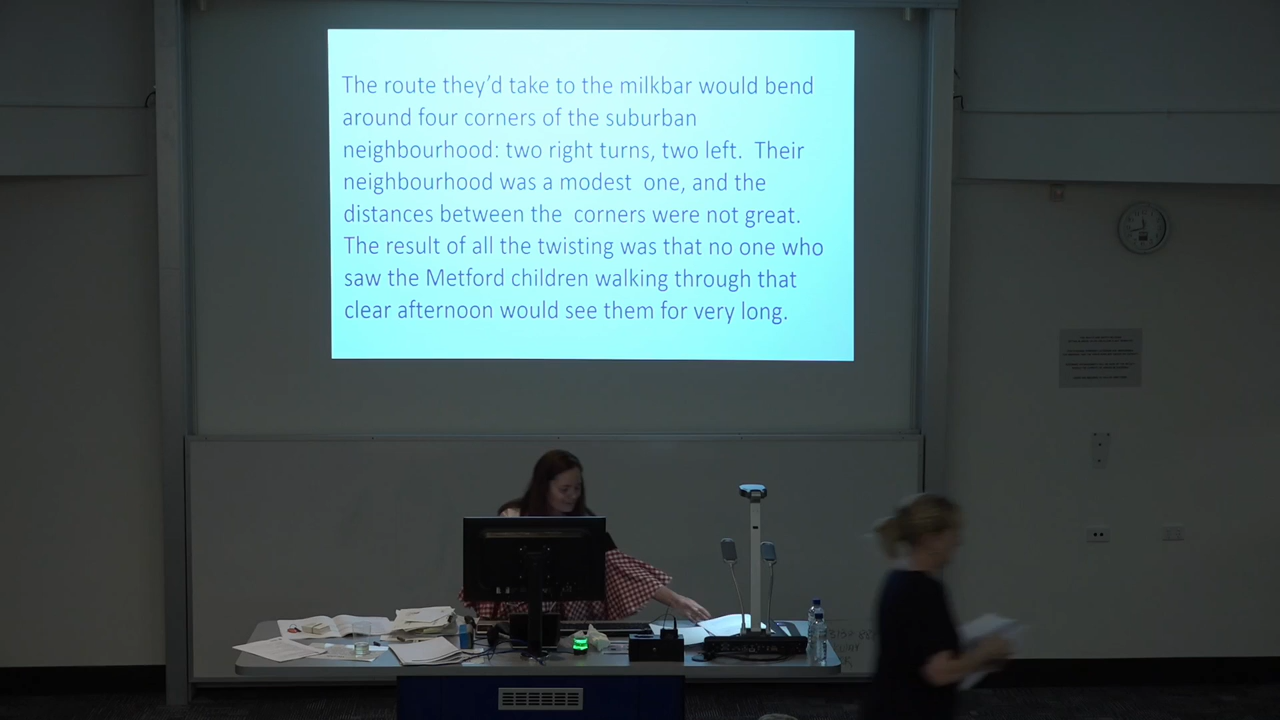 The route they’d take to the milkbar would bend
around four corners of the suburban
neighbourhood: two right turns, two left.  Their
neighbourhood was a modest  one, and the
distances between the  corners were not great.
The result of all the twisting was that no one who
saw the Metford children walking through that
clear afternoon would see them for very long.